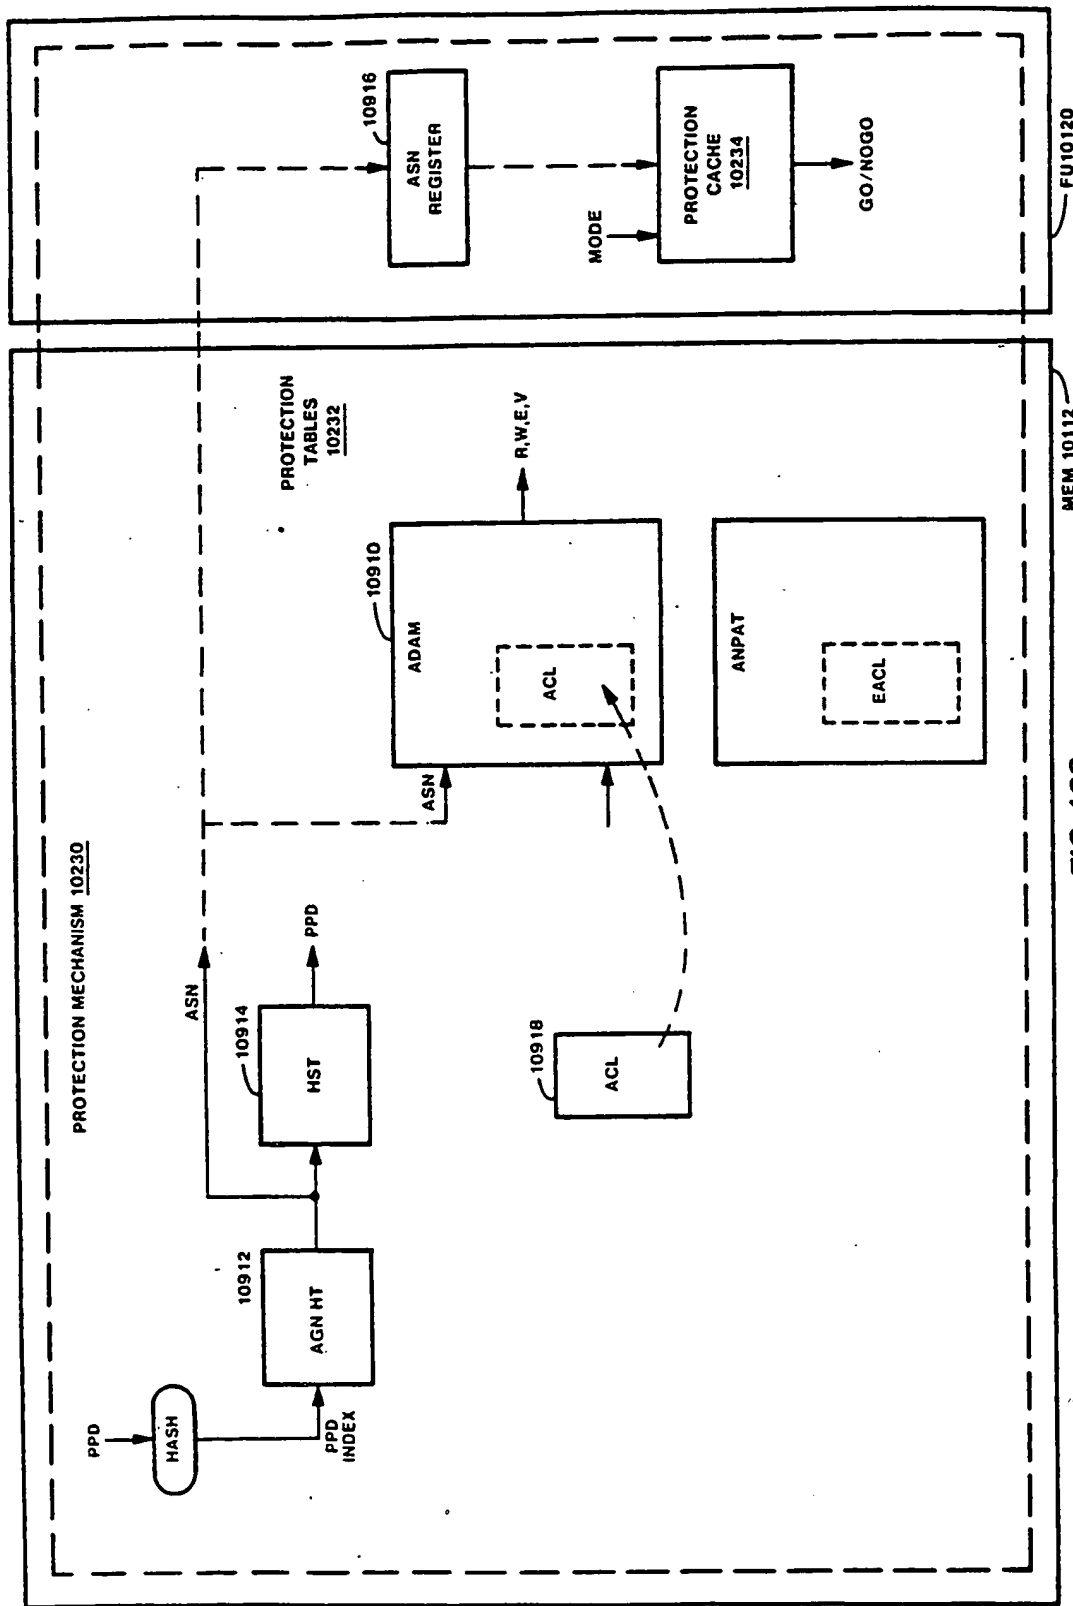 PROTECTION MECHANISM 10230
PPD
HASH
PPD
INDEX
10912
AGN HT
ASN
10914
HST
PPD
10918
ACL
PROTECTION
TABLES
10232
10910
ADAM
ASN
ACL
R,W,E,V
ANPAT
EACL
MEM 10112
10916
ASN
REGISTER
MODE
PROTECTION
CACHE
10234
GO/NOGO
FU10120